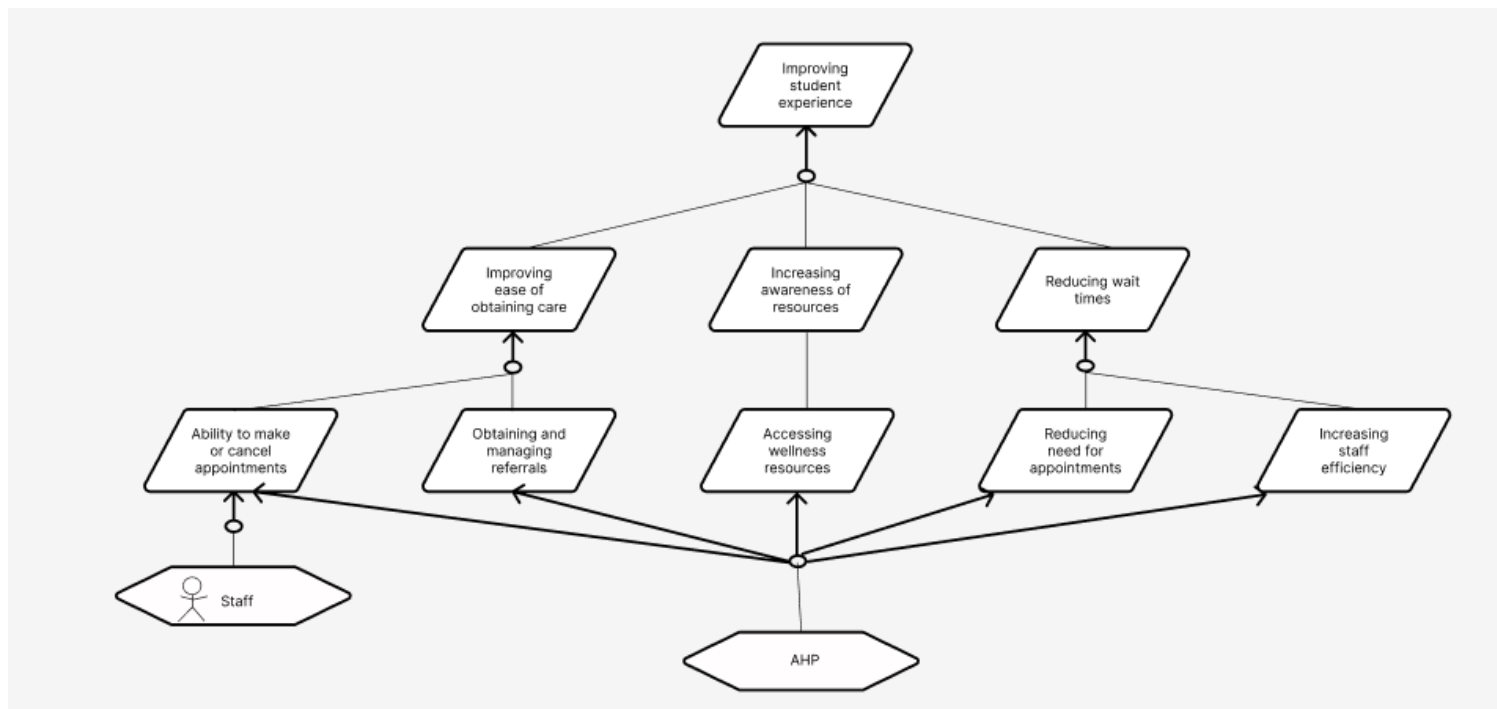 Improving
student
experience
Improving
ease of
obtaining care
Increasing
awareness of
resources
Reducing wait
times
Ability to make
or cancel
appointments
Obtaining and
managing
referrals
Accessing
wellness
resources
Reducing
need for
appointments
Increasing
staff
efficiency
Staff
AHP